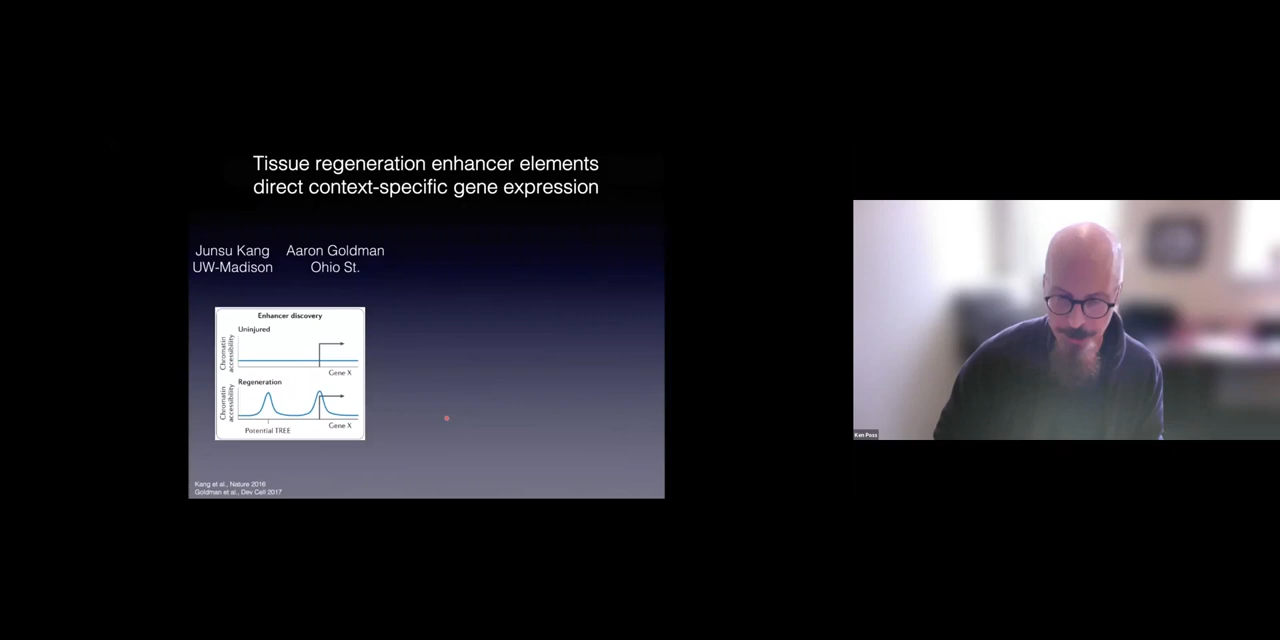 Tissue regeneration enhancer elements
direct context-specific gene expression
Junsu Kang
UW-Madison
Aaron Goldman
Ohio St.
Enhancer discovery
Uninjured
Chromatin
accessibility
Gene X
Regeneration
Chromatin
accessibility
Gene X
Potential TREE
Kang et al., Nature 2016
Goldman et al., Dev Cell 2017
Ken Poss